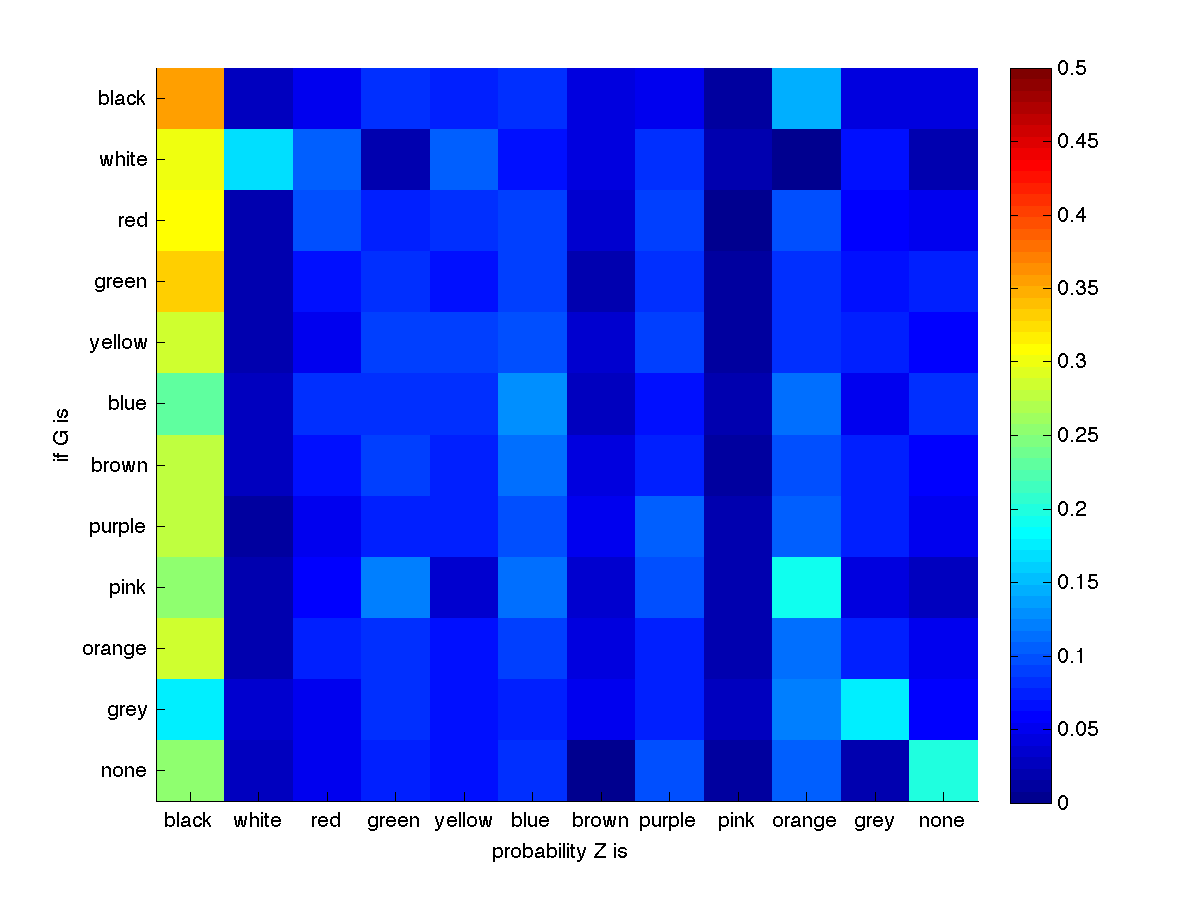 black
white
red
green
yellow
blue
brown
purple
pink
orange
grey
none
if G is
black white red green yellow blue brown purple pink orange grey none
probability Z is
0.5
0.45
0.4
0.35
0.3
0.25
0.2
0.15
0.1
0.05
0